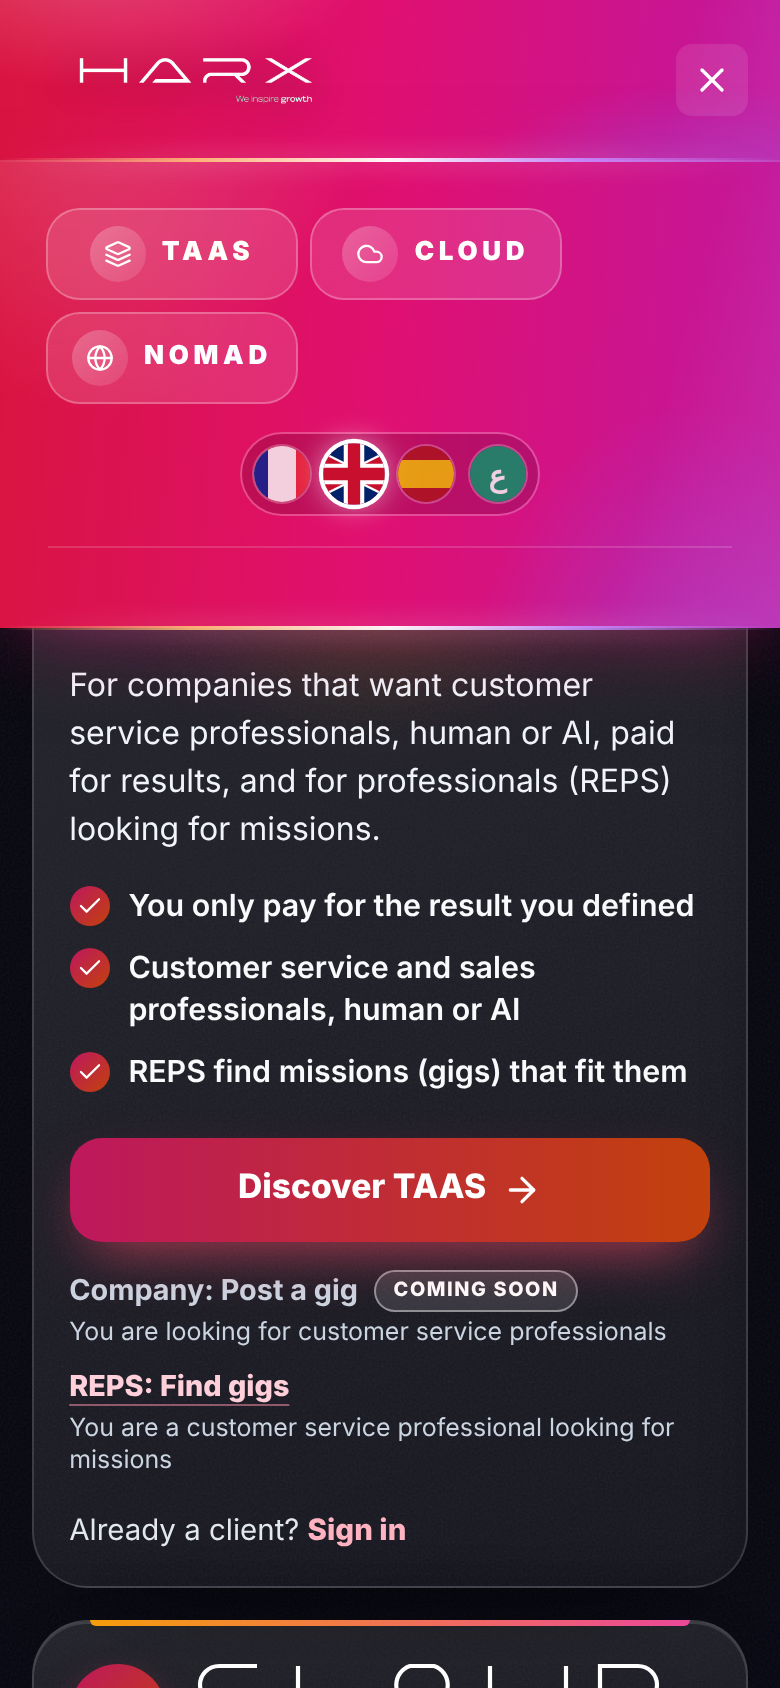 HARX
We inspire growth
TAAS
CLOUD
NOMAD
ع
For companies that want customer
service professionals, human or AI, paid
for results, and for professionals (REPS)
looking for missions.
You only pay for the result you defined
Customer service and sales
professionals, human or AI
REPS find missions (gigs) that fit them
Discover TAAS →
Company: Post a gig COMING SOON
You are looking for customer service professionals
REPS: Find gigs
You are a customer service professional looking for
missions
Already a client? Sign in